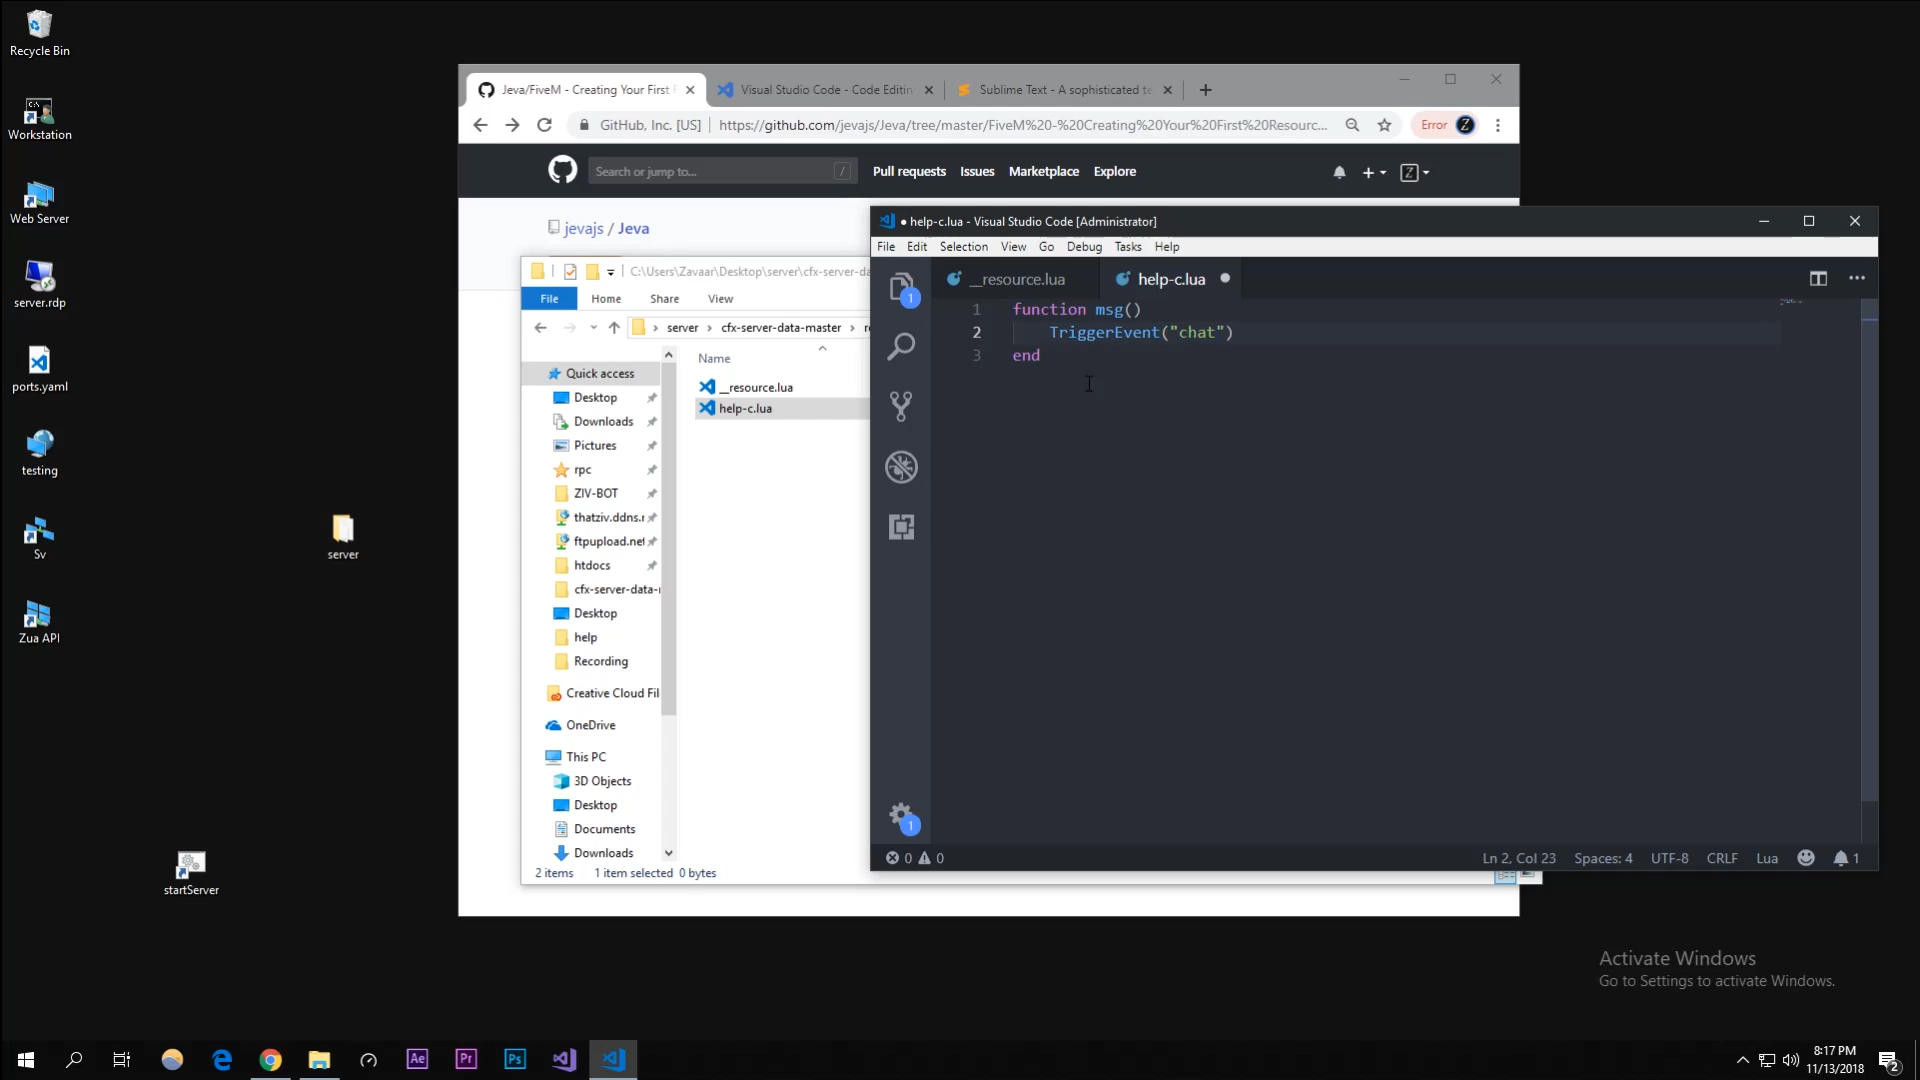 Recycle Bin
Workstation
Web Server
server.rdp
ports.yaml
testing
Sv
Zua API
server
startServer
Jeva/FiveM - Creating Your First
Visual Studio Code - Code Editin
Sublime Text - A sophisticated te
GitHub, Inc. [US]
https://github.com/jevajs/Jeva/tree/master/FiveM%20-%20Creating%20Your%20First%20Resourc...
Error
Z
Search or jump to...
/
Pull requests
Issues
Marketplace
Explore
jevajs / Jeva
C:\Users\Zavaar\Desktop\server\cfx-server-da
File
Home
Share
View
server
cfx-server-data-master
Name
__resource.lua
help-c.lua
Quick access
Desktop
Downloads
Pictures
rpc
ZIV-BOT
thatziv.ddns.
ftpupload.net
htdocs
cfx-server-data-
Desktop
help
Recording
Creative Cloud Fil
OneDrive
This PC
3D Objects
Desktop
Documents
Downloads
2 items
1 item selected 0 bytes
● help-c.lua - Visual Studio Code [Administrator]
File Edit Selection View Go Debug Tasks Help
__resource.lua
help-c.lua
1
1 function msg()
2 TriggerEvent("chat")
3 end
1
0 0
Ln 2, Col 23
Spaces: 4
UTF-8
CRLF
Lua
1
Activate Windows
Go to Settings to activate Windows.
Ae
Pr
Ps
8:17 PM
11/13/2018
2